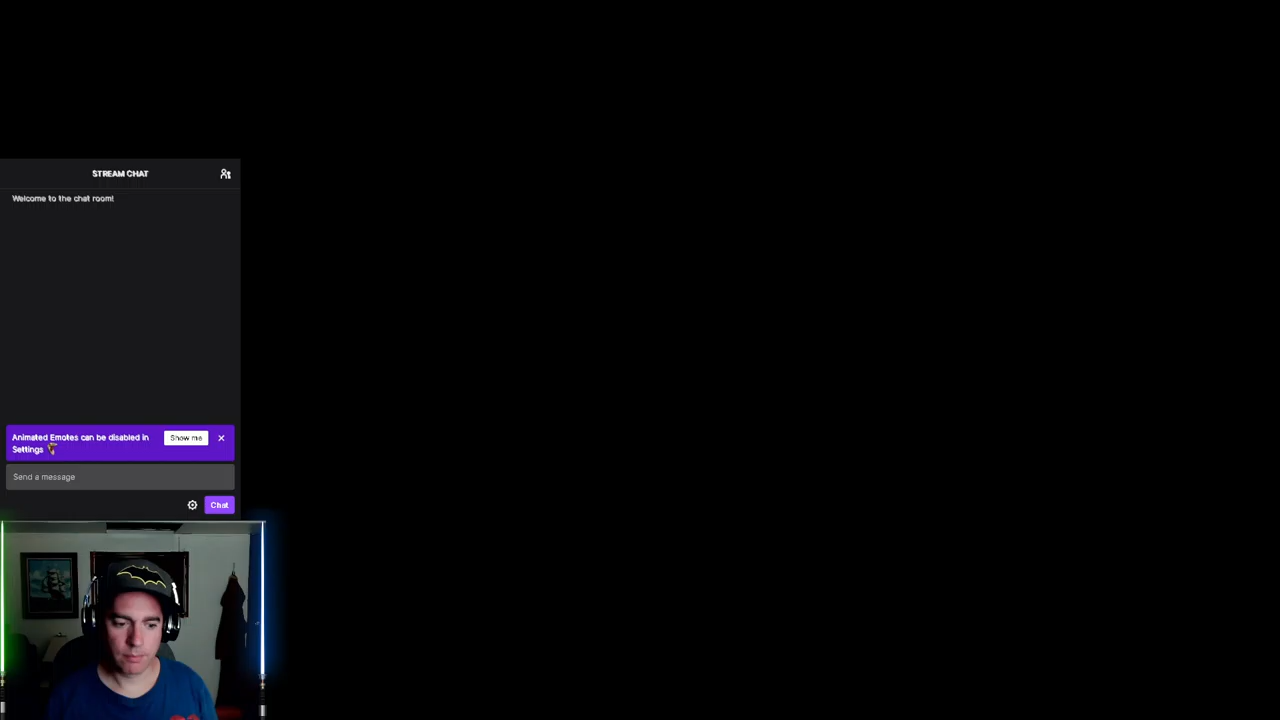 STREAM CHAT
Welcome to the chat room!
Animated Emotes can be disabled in
Settings
Show me
Send a message
Chat